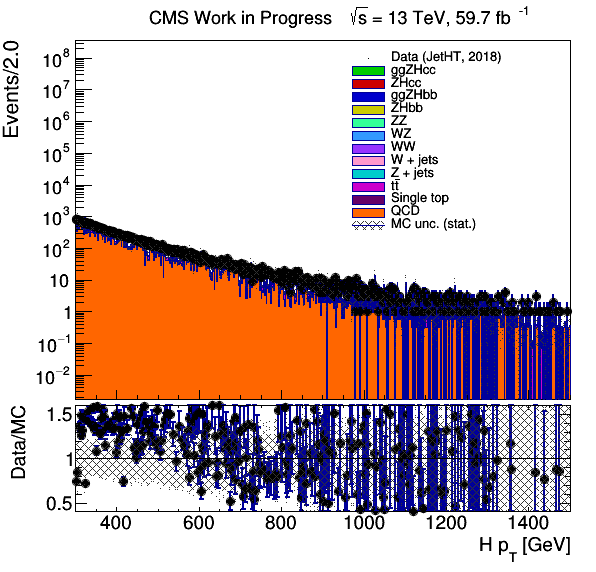 CMS Work in Progress √s = 13 TeV, 59.7 fb⁻¹
Events/2.0
10⁸
10⁷
10⁶
10⁵
10⁴
10³
10²
10
1
10⁻¹
10⁻²
Data (JetHT, 2018)
ggZHcc
ZHcc
ggZHbb
ZHbb
ZZ
WZ
WW
W + jets
Z + jets
tt̄
Single top
QCD
MC unc. (stat.)
Data/MC
1.5
1
0.5
400 600 800 1000 1200 1400
H p_T [GeV]